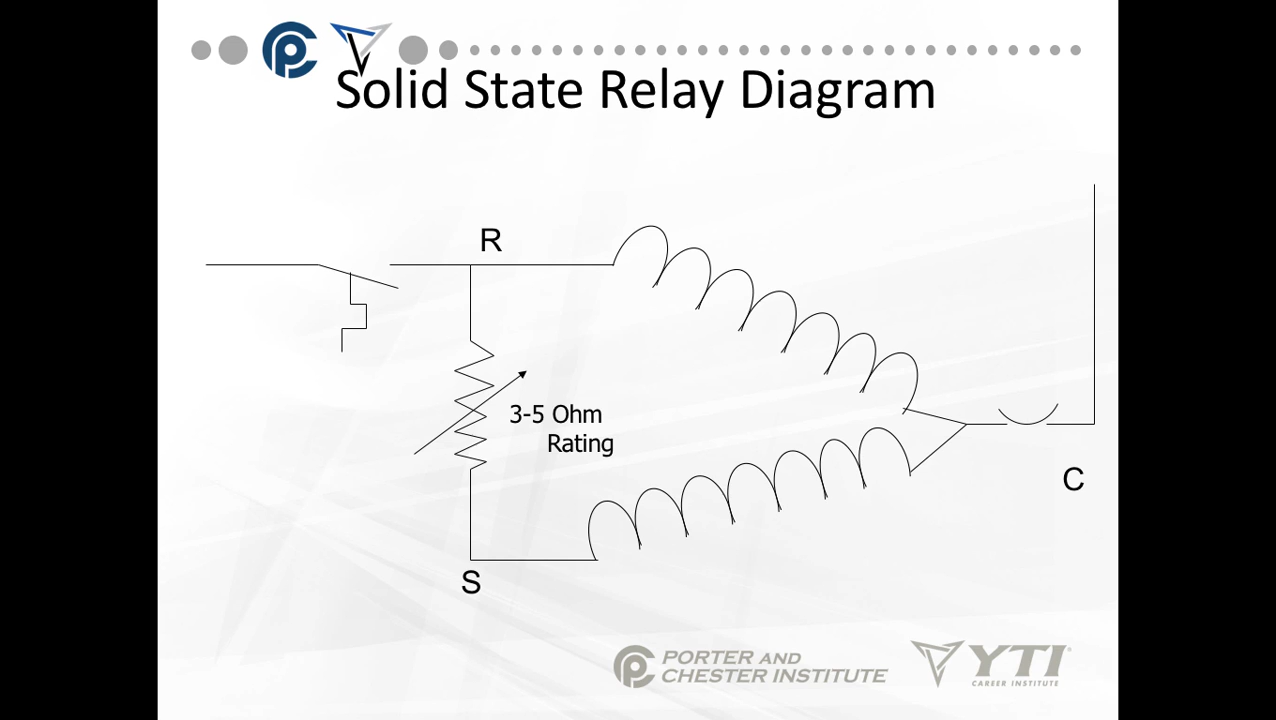 Solid State Relay Diagram
R
3-5 Ohm
Rating
C
S
PORTER AND
CHESTER INSTITUTE
YTI
CAREER INSTITUTE